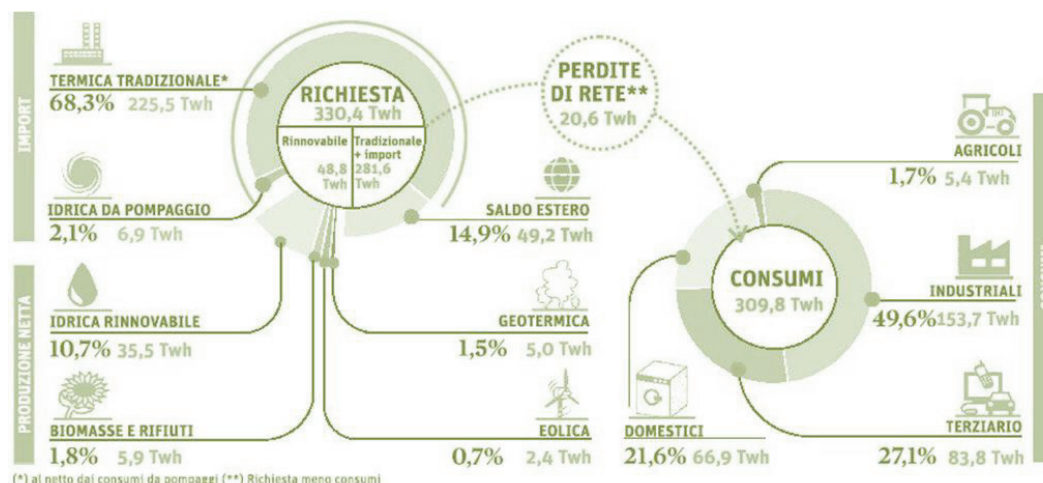 IMPORT
TERMICA TRADIZIONALE*
68,3% 225,5 Twh
IDRICA DA POMPAGGIO
2,1% 6,9 Twh
RICHIESTA
330,4 Twh
Rinnovabile
48,8
Twh
Tradizionale
+ import
281,6
Twh
SALDO ESTERO
14,9% 49,2 Twh
PERDITE
DI RETE**
20,6 Twh
PRODUZIONE NETTA
IDRICA RINNOVABILE
10,7% 35,5 Twh
BIOMASSE E RIFIUTI
1,8% 5,9 Twh
GEOTERMICA
1,5% 5,0 Twh
EOLICA
0,7% 2,4 Twh
CONSUMI
309,8 Twh
AGRICOLI
1,7% 5,4 Twh
INDUSTRIALI
49,6% 153,7 Twh
DOMESTICI
21,6% 66,9 Twh
TERZIARIO
27,1% 83,8 Twh
(*) al netto dai consumi da pompaggi (**) Richiesta meno consumi